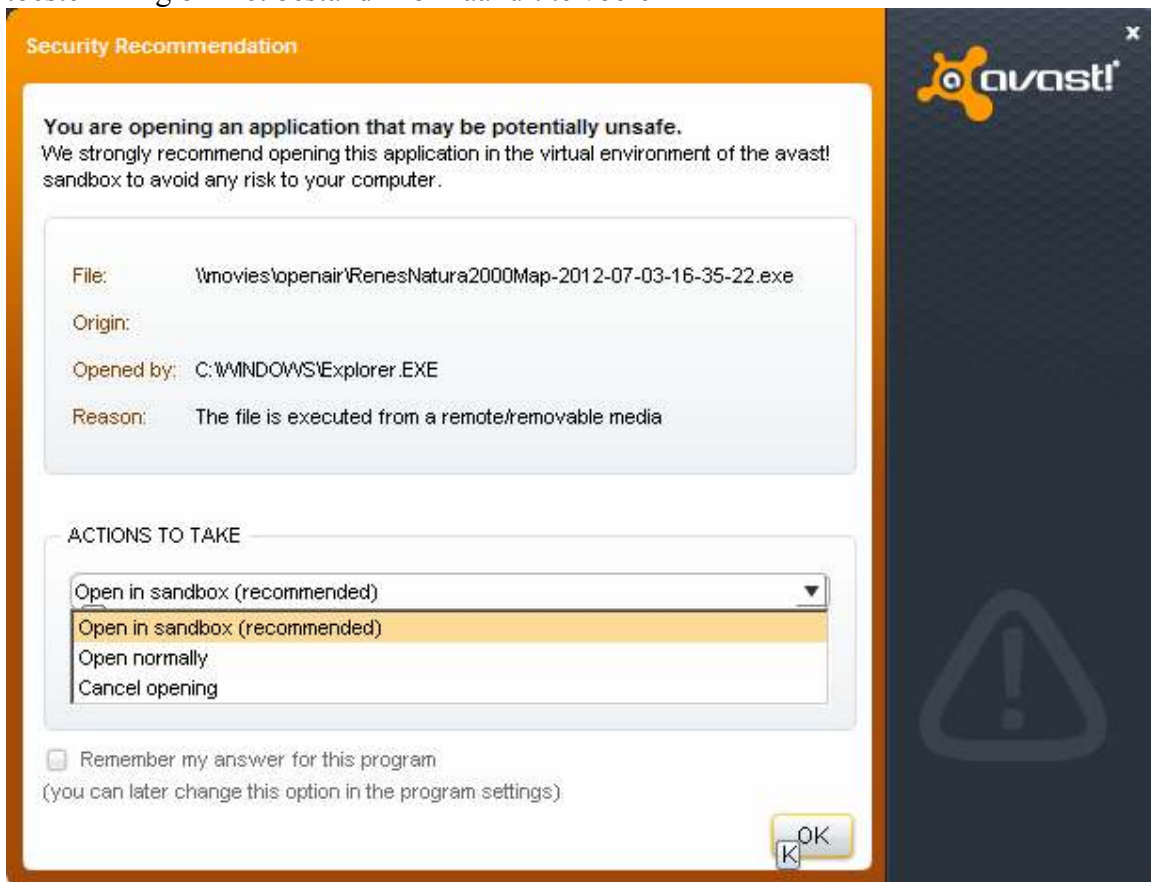 Security Recommendation
x
avast!
You are opening an application that may be potentially unsafe.
We strongly recommend opening this application in the virtual environment of the avast!
sandbox to avoid any risk to your computer.
File: \\movies\openair\RenesNatura2000Map-2012-07-03-16-35-22.exe
Origin:
Opened by: C:\WINDOWS\Explorer.EXE
Reason: The file is executed from a remote/removable media
ACTIONS TO TAKE
Open in sandbox (recommended)
Open in sandbox (recommended)
Open normally
Cancel opening
Remember my answer for this program
(you can later change this option in the program settings)
OK
K